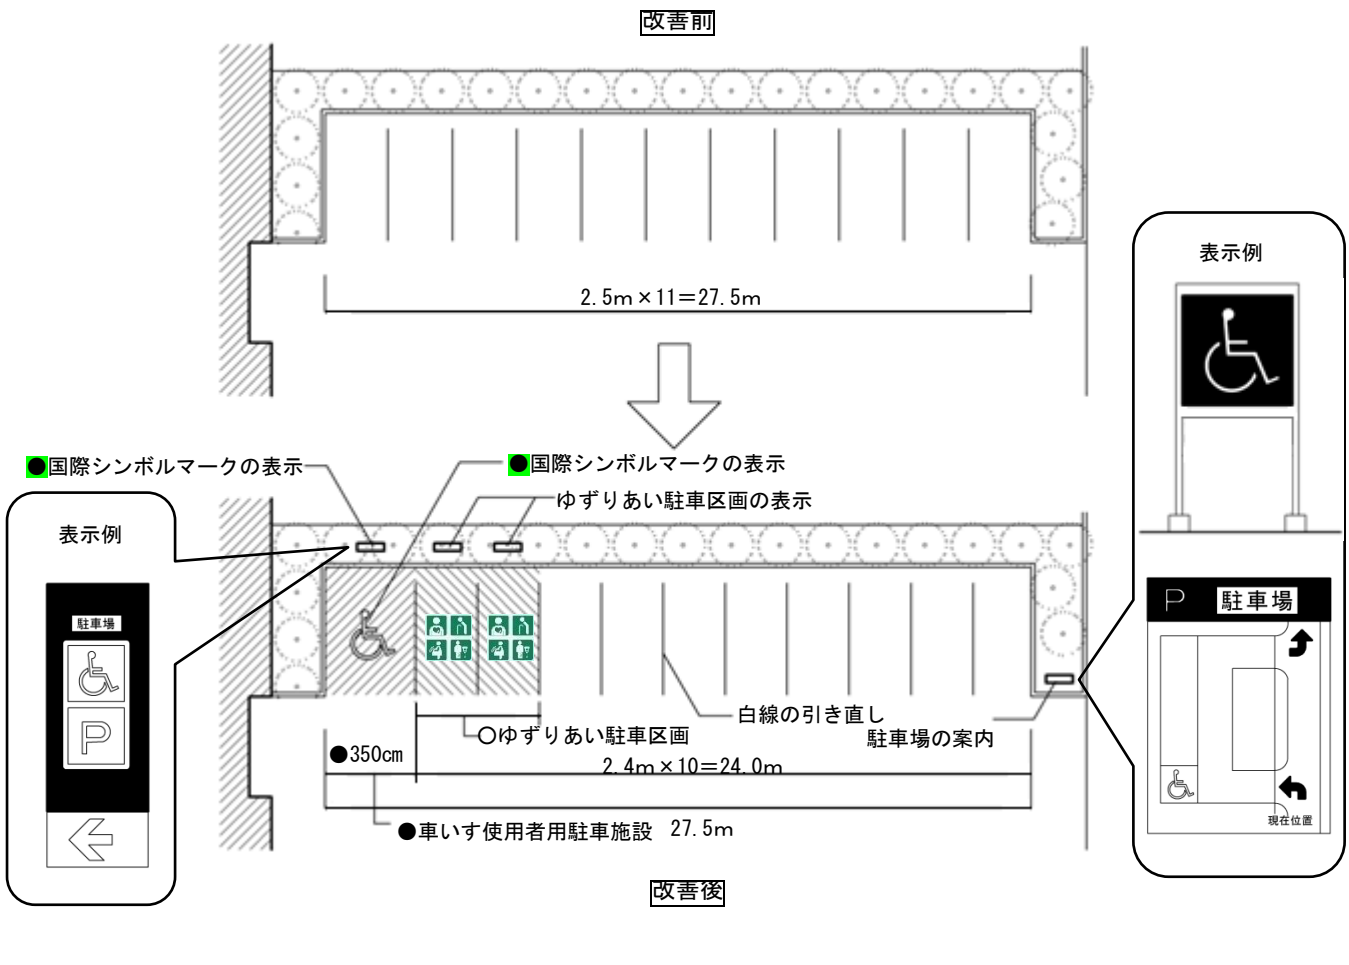 改善前
2.5m×11=27.5m
表示例
●国際シンボルマークの表示
●国際シンボルマークの表示
ゆずりあい駐車区画の表示
表示例
駐車場
P
P 駐車場
現在位置
白線の引き直し
駐車場の案内
○ゆずりあい駐車区画
●350cm
2.4m×10=24.0m
●車いす使用者用駐車施設 27.5m
改善後